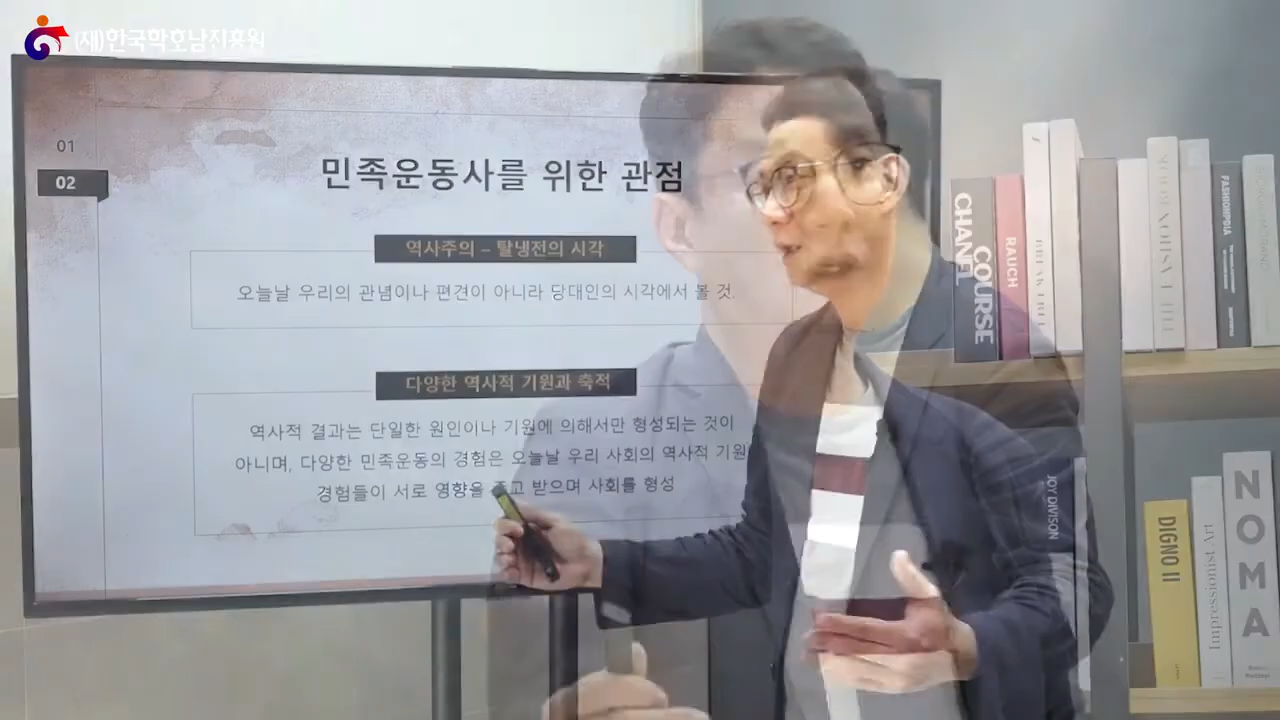 (재)한국학호남진흥원
01
02
민족운동사를 위한 관점
역사주의 – 탈냉전의 시각
오늘날 우리의 관념이나 편견이 아니라 당대인의 시각에서 볼 것.
다양한 역사적 기원과 축적
역사적 결과는 단일한 원인이나 기원에 의해서만 형성되는 것이
아니며, 다양한 민족운동의 경험은 오늘날 우리 사회의 역사적 기원
경험들이 서로 영향을 주고 받으며 사회를 형성
CHANEL
COURSE
RAUCH
FASHIONPDIA
JOY DIVISON
DIGNO II
Impressionist Art
NOMA